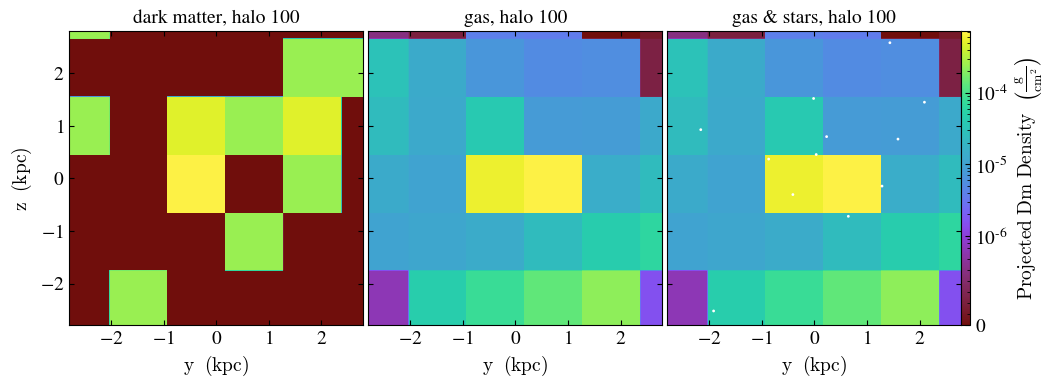 dark matter, halo 100
gas, halo 100
gas & stars, halo 100
z (kpc)
2
1
0
−1
−2
−2 −1 0 1 2
−2 −1 0 1 2
−2 −1 0 1 2
y (kpc)
y (kpc)
y (kpc)
10⁻⁴
10⁻⁵
10⁻⁶
0
Projected Dm Density (g/cm²)